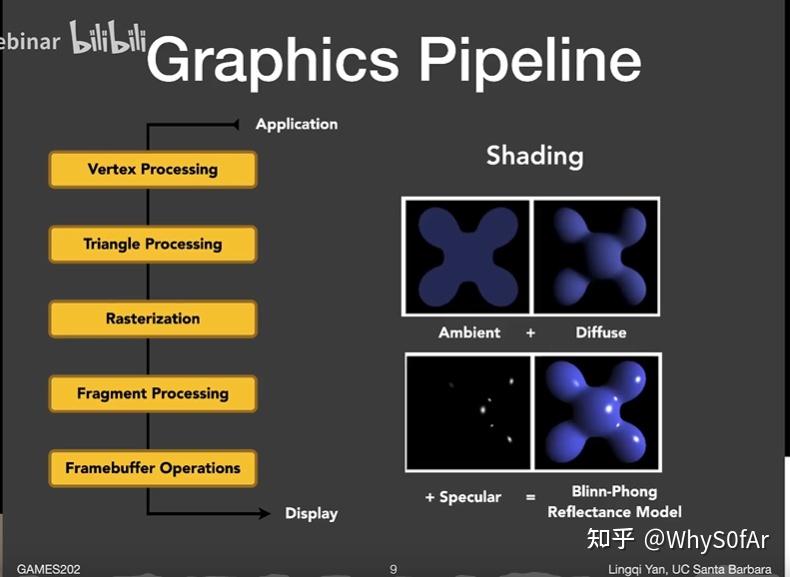 ebinar bilibili
Graphics Pipeline
Application
Vertex Processing
Triangle Processing
Rasterization
Fragment Processing
Framebuffer Operations
Display
Shading
Ambient + Diffuse
+ Specular = Blinn-Phong
Reflectance Model
知乎 @WhyS0fAr
GAMES202 9 Lingqi Yan, UC Santa Barbara